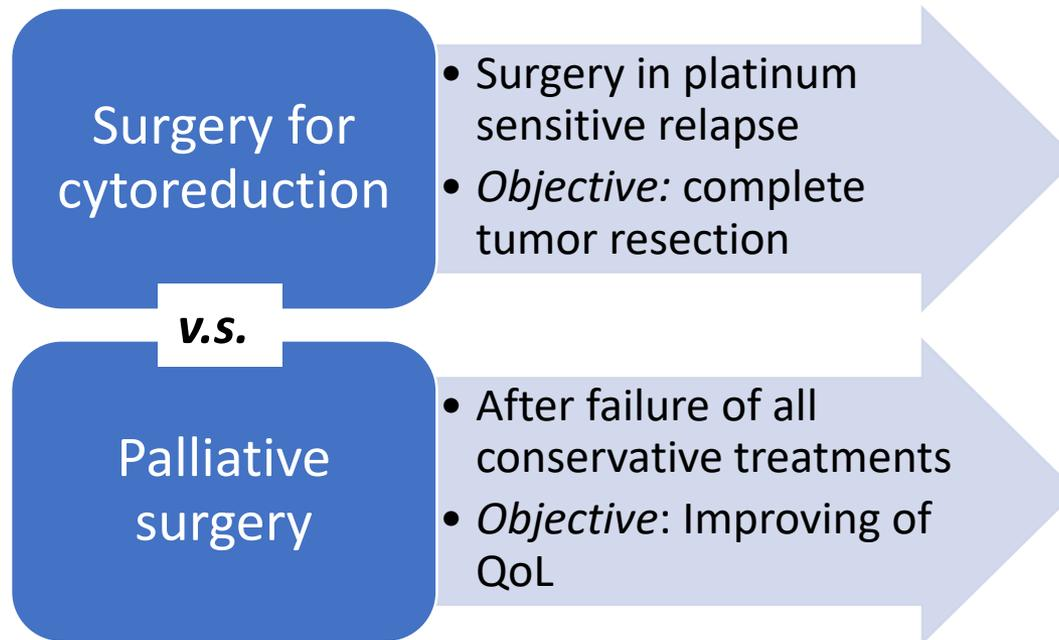 Surgery for
cytoreduction
• Surgery in platinum
sensitive relapse
• Objective: complete
tumor resection
v.s.
Palliative
surgery
• After failure of all
conservative treatments
• Objective: Improving of
QoL